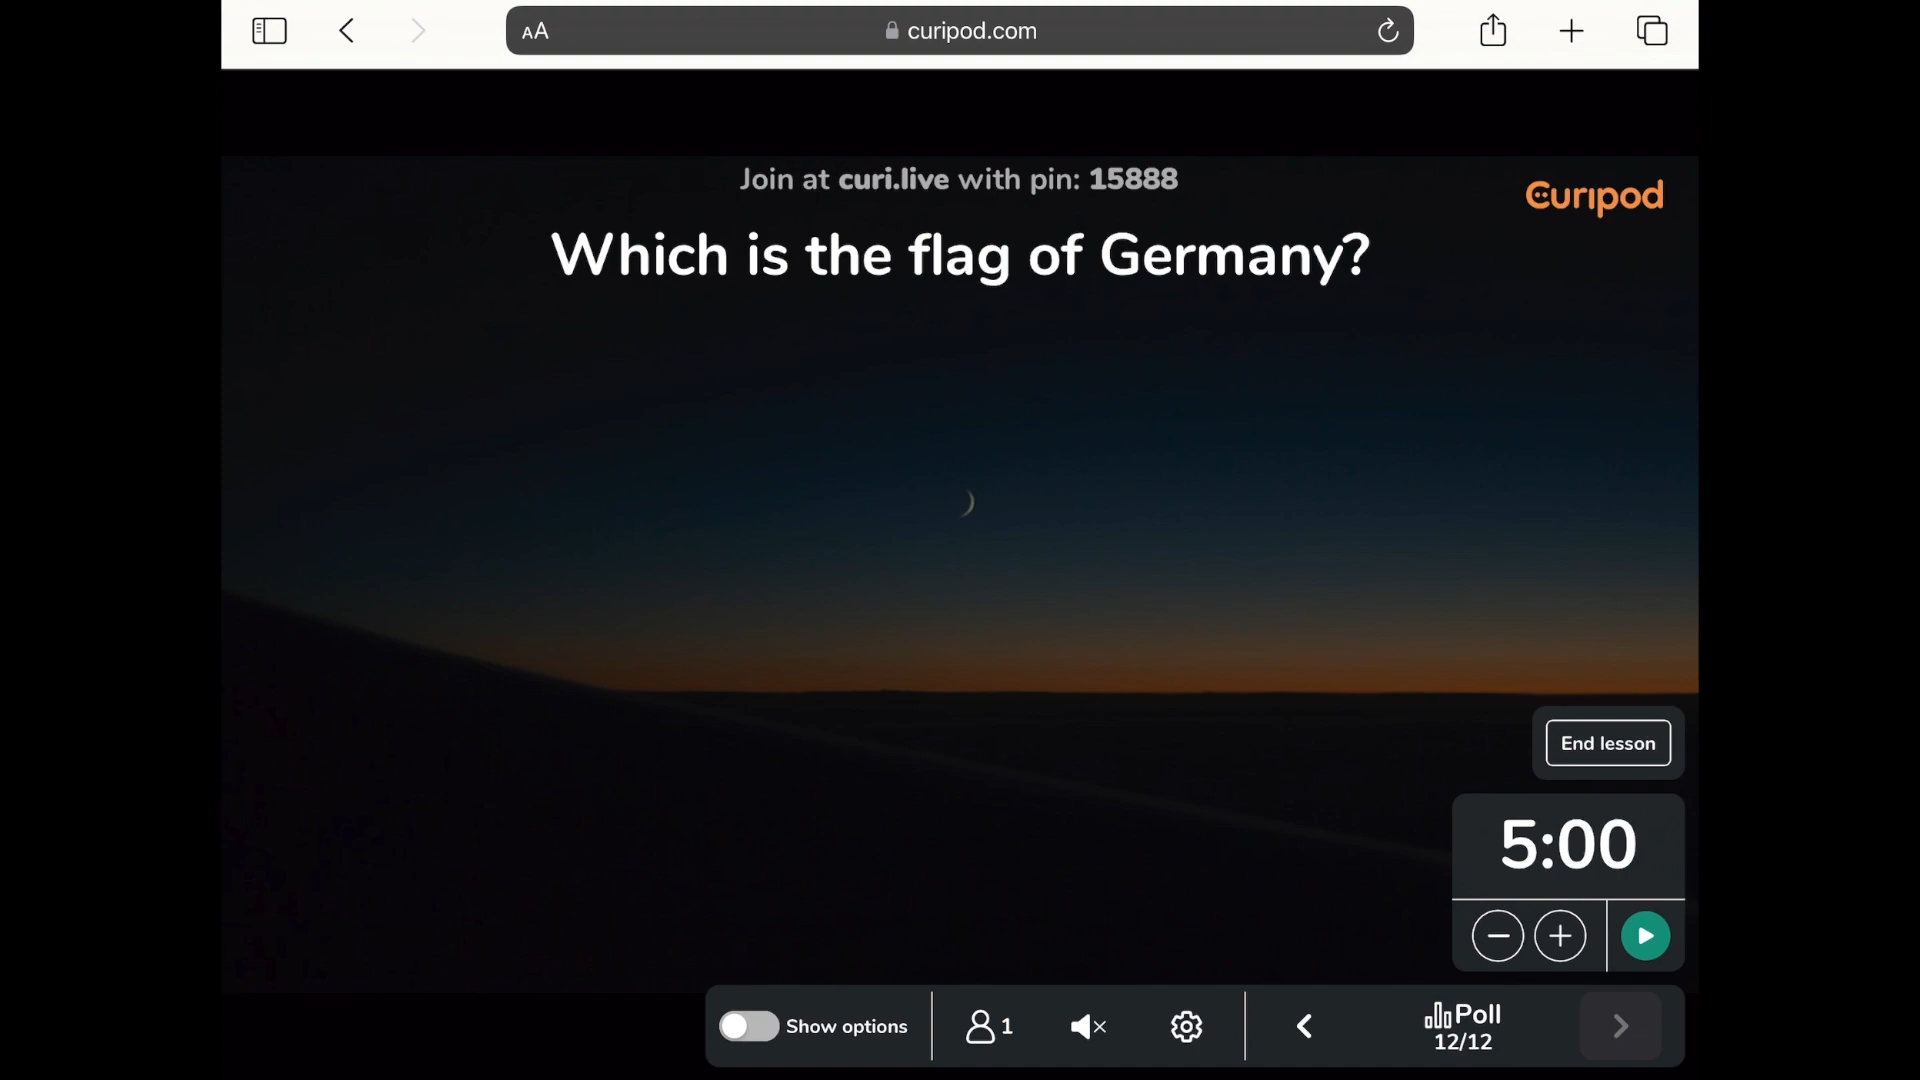 AA
curipod.com
Join at curi.live with pin: 15888
Curipod
Which is the flag of Germany?
End lesson
5:00
Show options
1
Poll
12/12